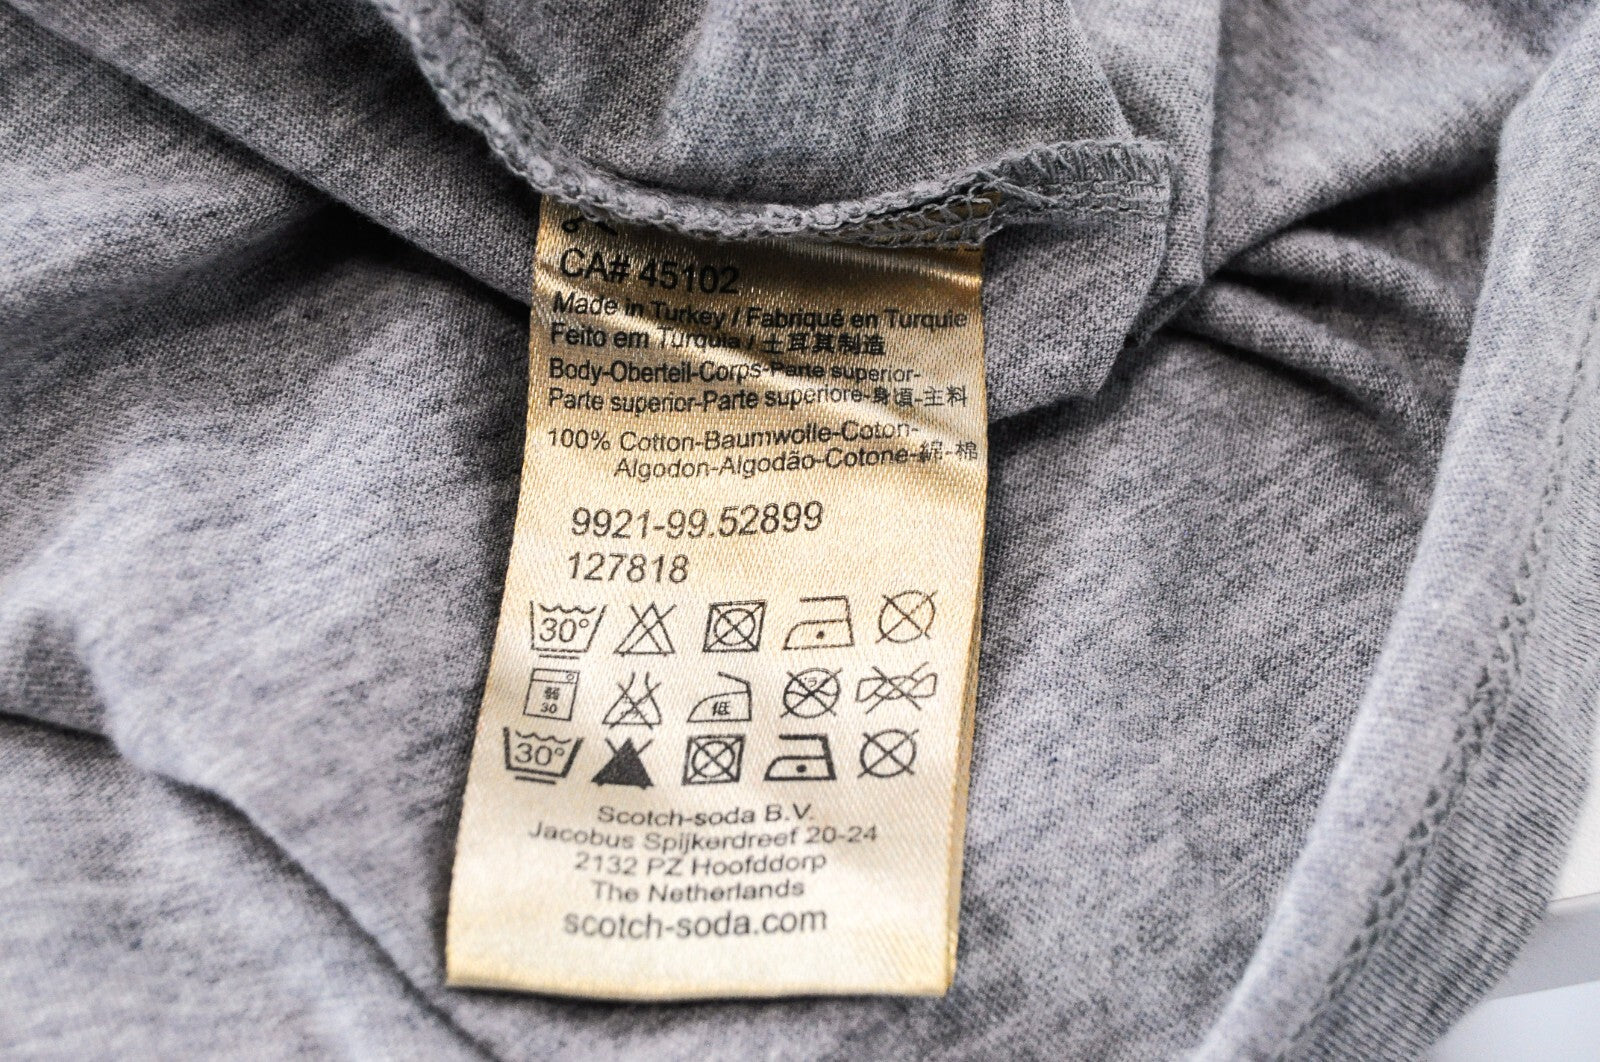 CA# 45102
Made in Turkey / Fabriqué en Turquie
Feito em Turquia / 土耳其制造
Body-Oberteil-Corps-Parte superior-
Parte superior-Parte superiore-身頃-主料
100% Cotton-Baumwolle-Coton-
Algodon-Algodão-Cotone-綿-棉
9921-99.52899
127818
30°
弱 30 低
30°
Scotch-soda B.V.
Jacobus Spijkerdreef 20-24
2132 PZ Hoofddorp
The Netherlands
scotch-soda.com